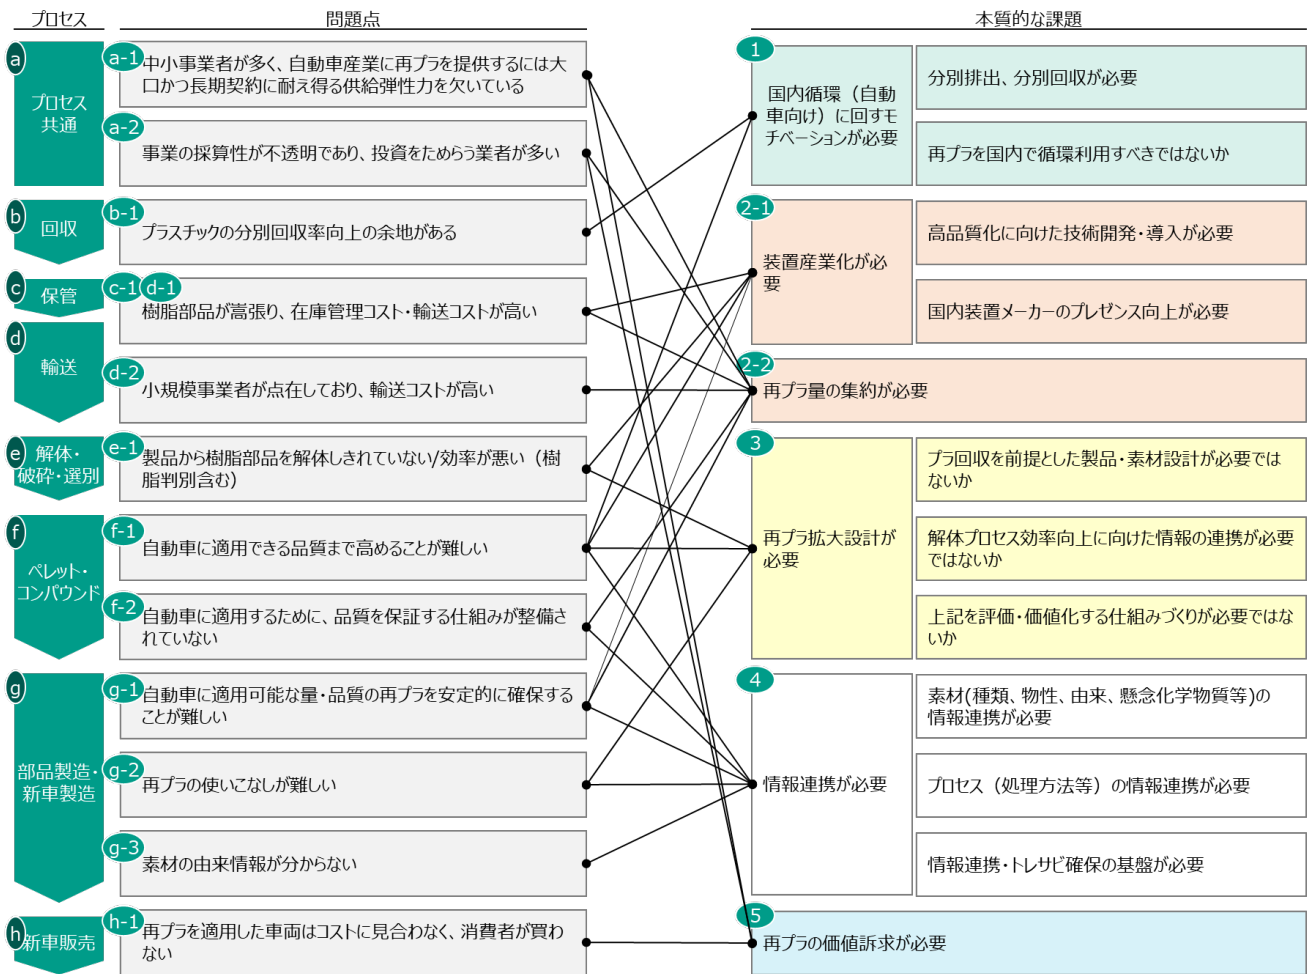 プロセス
問題点
本質的な課題
a
プロセス
共通
a-1
中小事業者が多く、自動車産業に再プラを提供するには大
口かつ長期契約に耐え得る供給弾性力を欠いている
a-2
事業の採算性が不透明であり、投資をためらう業者が多い
b
回収
b-1
プラスチックの分別回収率向上の余地がある
c
保管
c-1
d-1
樹脂部品が嵩張り、在庫管理コスト・輸送コストが高い
d
輸送
d-2
小規模事業者が点在しており、輸送コストが高い
e
解体・
破砕・選別
e-1
製品から樹脂部品を解体しきれていない/効率が悪い（樹
脂判別含む）
f
ペレット・
コンパウンド
f-1
自動車に適用できる品質まで高めることが難しい
f-2
自動車に適用するために、品質を保証する仕組みが整備さ
れていない
g
部品製造・
新車製造
g-1
自動車に適用可能な量・品質の再プラを安定的に確保する
ことが難しい
g-2
再プラの使いこなしが難しい
g-3
素材の由来情報が分からない
h
新車販売
h-1
再プラを適用した車両はコストに見合わなく、消費者が買わ
ない
1
国内循環（自動
車向け）に回すモ
チベーションが必要
分別排出、分別回収が必要
再プラを国内で循環利用すべきではないか
2-1
装置産業化が必
要
高品質化に向けた技術開発・導入が必要
国内装置メーカーのプレゼンス向上が必要
2-2
再プラ量の集約が必要
3
再プラ拡大設計が
必要
プラ回収を前提とした製品・素材設計が必要では
ないか
解体プロセス効率向上に向けた情報の連携が必要
ではないか
上記を評価・価値化する仕組みづくりが必要ではな
いか
4
情報連携が必要
素材(種類、物性、由来、懸念化学物質等)の
情報連携が必要
プロセス（処理方法等）の情報連携が必要
情報連携・トレサビ確保の基盤が必要
5
再プラの価値訴求が必要